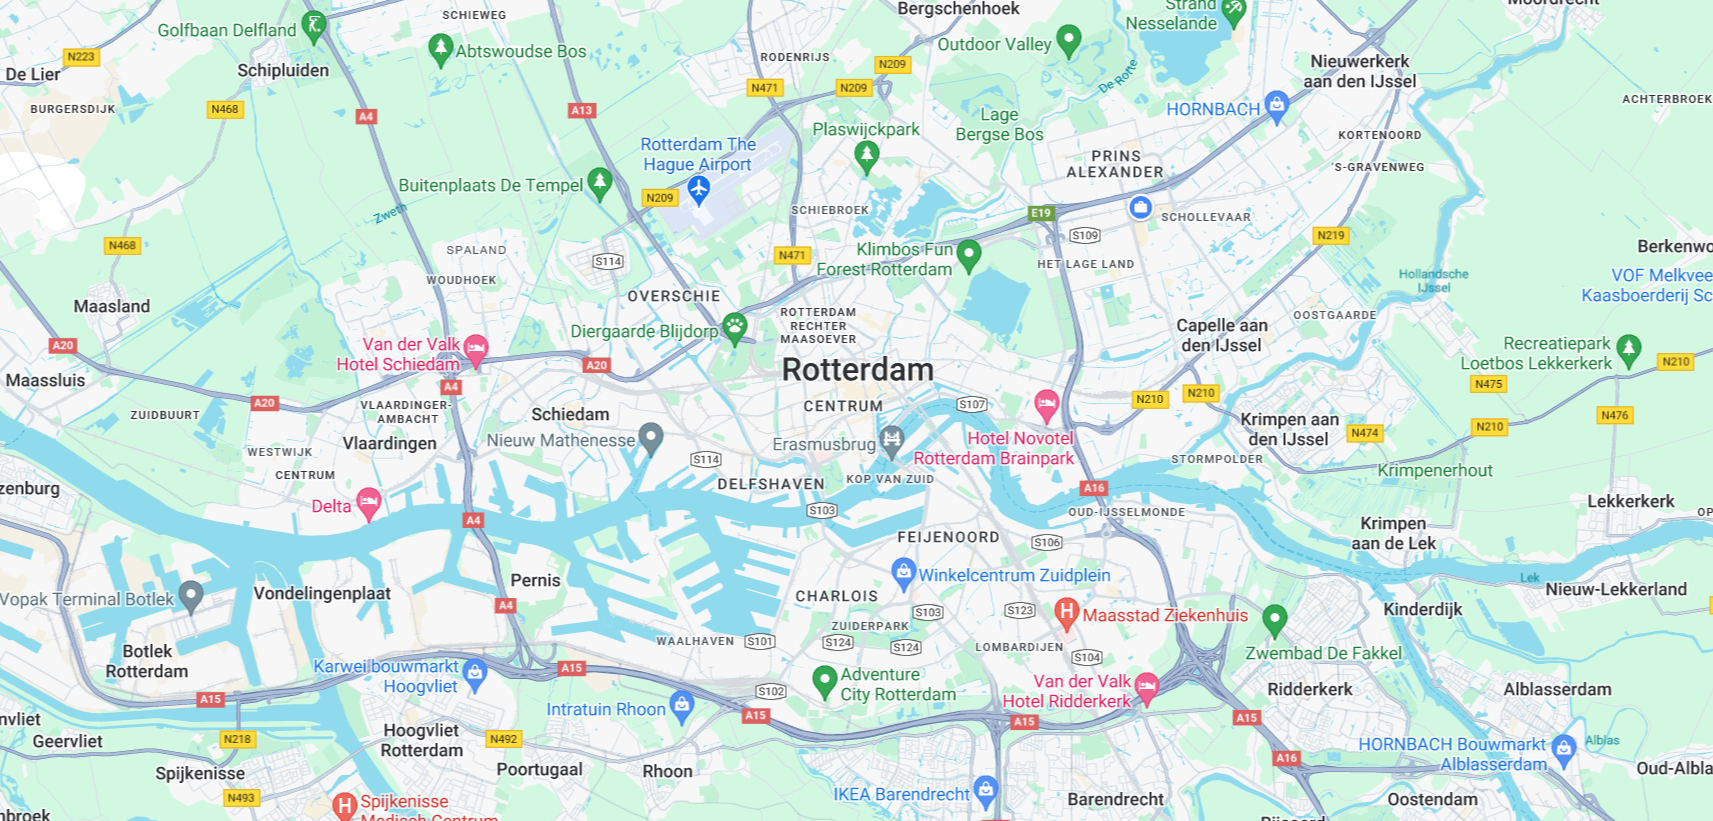 SCHIEWEG
Bergschenhoek
Strand
Nesselande
Moordrecht
Golfbaan Delfland
Abtswoudse Bos
Outdoor Valley
N223
De Lier
Schipluiden
RODENRIJS
N209
De Rotte
Nieuwerkerk
aan den IJssel
BURGERSDIJK
N468
A4
A13
N471
N209
HORNBACH
ACHTERBROEK
Lage
Bergse Bos
Plaswijckpark
KORTENOORD
Rotterdam The
Hague Airport
PRINS
ALEXANDER
'S-GRAVENWEG
Buitenplaats De Tempel
N209
Zweth
SCHIEBROEK
E19
SCHOLLEVAAR
N468
SPALAND
S114
N471
Klimbos Fun
Forest Rotterdam
S109
N219
HET LAGE LAND
WOUDHOEK
Hollandsche
IJssel
VOF Melkvee
Kaasboerderij Sc
Maasland
OVERSCHIE
ROTTERDAM
RECHTER
MAASOEVER
OOSTGAARDE
Diergaarde Blijdorp
Capelle aan
den IJssel
A20
Van der Valk
Hotel Schiedam
Recreatiepark
Loetbos Lekkerkerk
N210
Maassluis
A4
A20
Rotterdam
N475
A20
ZUIDBUURT
VLAARDINGER-
AMBACHT
Schiedam
CENTRUM
S107
N210
N210
N476
Vlaardingen
Nieuw Mathenesse
Erasmusbrug
Hotel Novotel
Rotterdam Brainpark
Krimpen aan
den IJssel
N474
N210
WESTWIJK
CENTRUM
S114
DELFSHAVEN
KOP VAN ZUID
STORMPOLDER
Krimpenerhout
zenburg
Delta
A4
S103
A16
OUD-IJSSELMONDE
Lekkerkerk
OP
FEIJENOORD
S106
Krimpen
aan de Lek
Vopak Terminal Botlek
Vondelingenplaat
Pernis
A4
Winkelcentrum Zuidplein
Lek
Nieuw-Lekkerland
CHARLOIS
S103
S123
Maasstad Ziekenhuis
Kinderdijk
Botlek
Rotterdam
WAALHAVEN
S101
ZUIDERPARK
S124
S124
LOMBARDIJEN
S104
Zwembad De Fakkel
Karwei bouwmarkt
Hoogvliet
A15
A15
S102
Adventure
City Rotterdam
Van der Valk
Hotel Ridderkerk
Ridderkerk
Alblasserdam
Intratuin Rhoon
A15
A15
A15
nvliet
Geervliet
N218
Hoogvliet
Rotterdam
N492
Alblas
HORNBACH Bouwmarkt
Alblasserdam
A16
Spijkenisse
Poortugaal
Rhoon
Oud-Albla
N493
Spijkenisse
Medisch Centrum
IKEA Barendrecht
Barendrecht
Oostendam
nbroek